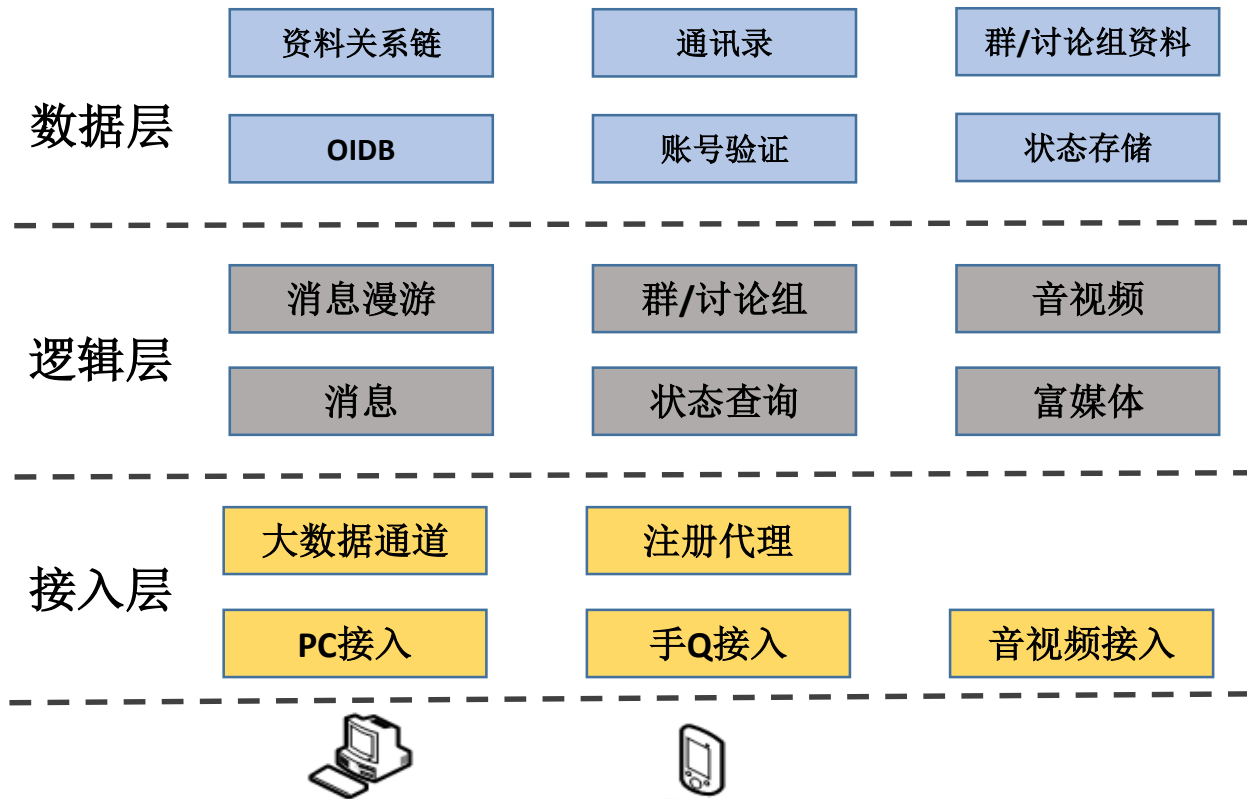 资料关系链
通讯录
群/讨论组资料
数据层
OIDB
账号验证
状态存储
消息漫游
群/讨论组
音视频
逻辑层
消息
状态查询
富媒体
大数据通道
注册代理
接入层
PC接入
手Q接入
音视频接入